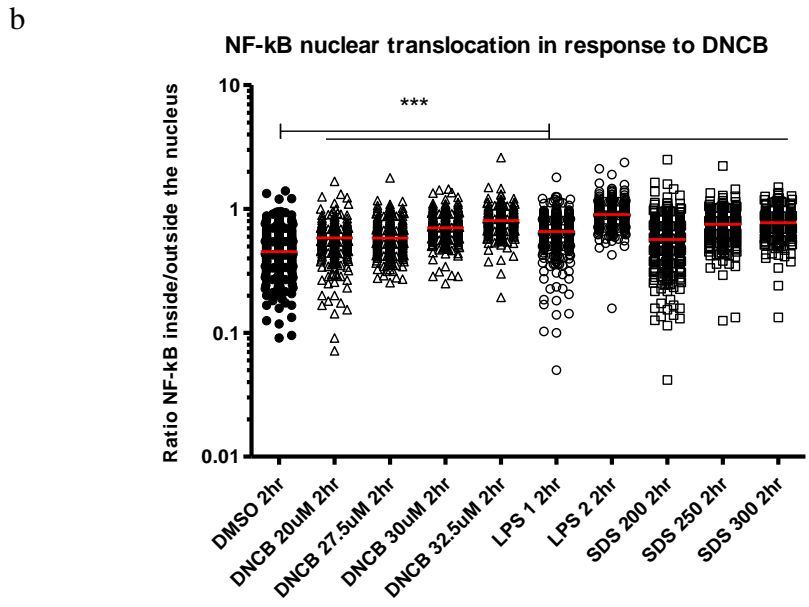 b
NF-kB nuclear translocation in response to DNCB
Ratio NF-kB inside/outside the nucleus
10
1
0.1
0.01
***
DMSO 2hr
DNCB 20uM 2hr
DNCB 27.5uM 2hr
DNCB 30uM 2hr
DNCB 32.5uM 2hr
LPS 1 2hr
LPS 2 2hr
SDS 200 2hr
SDS 250 2hr
SDS 300 2hr